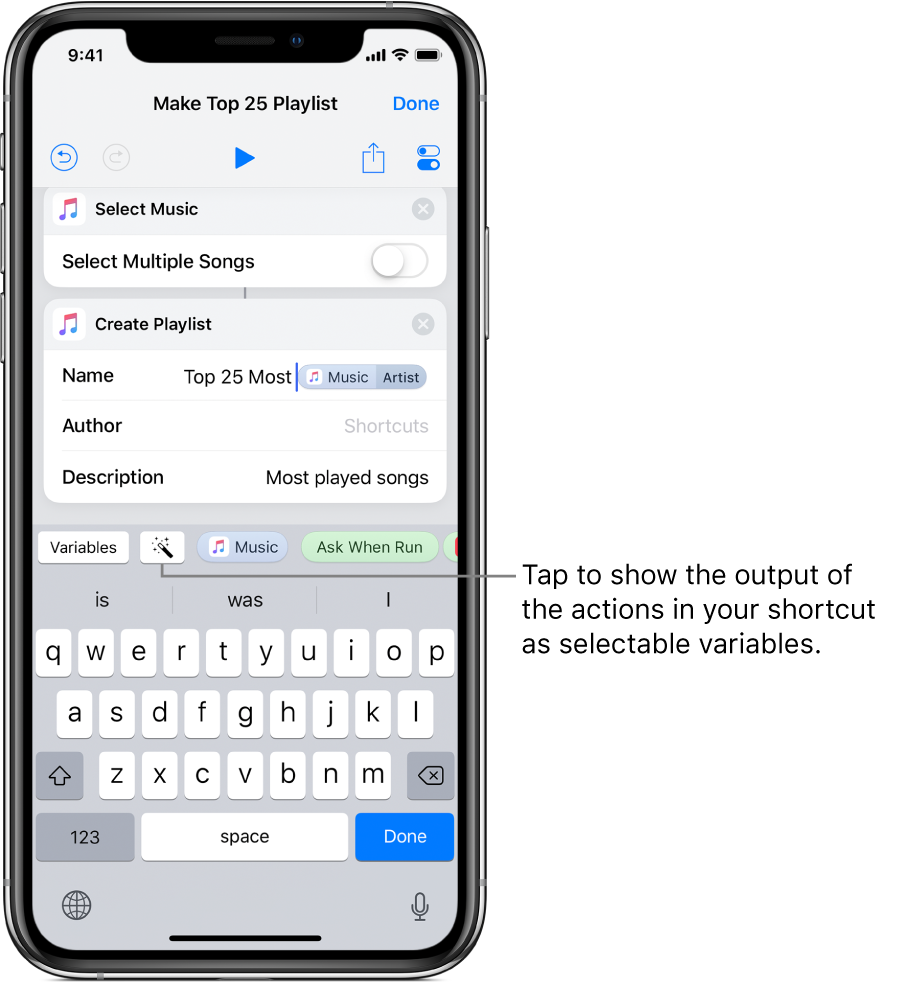 9:41
Make Top 25 Playlist Done
Select Music
Select Multiple Songs
Create Playlist
Name Top 25 Most Music Artist
Author Shortcuts
Description Most played songs
Variables Music Ask When Run
Tap to show the output of
the actions in your shortcut
as selectable variables.
is was I
q w e r t y u i o p
a s d f g h j k l
z x c v b n m
123 space Done